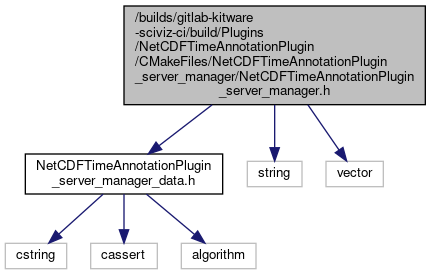 /builds/gitlab-kitware
-sciviz-ci/build/Plugins
/NetCDFTimeAnnotationPlugin
/CMakeFiles/NetCDFTimeAnnotationPlugin
_server_manager/NetCDFTimeAnnotationPlugin
_server_manager.h
NetCDFTimeAnnotationPlugin
_server_manager_data.h
string
vector
cstring
cassert
algorithm